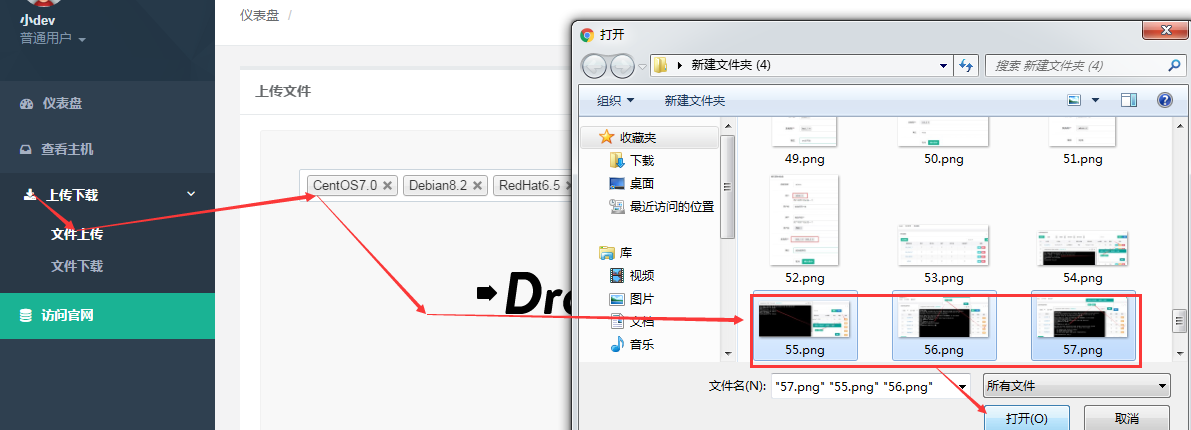 小dev
普通用户
仪表盘
查看主机
上传下载
文件上传
文件下载
访问官网
仪表盘 /
上传文件
CentOS7.0 Debian8.2 RedHat6.5
Dro
打开
新建文件夹 (4)
搜索 新建文件夹 (4)
组织 新建文件夹
收藏夹
下载
桌面
最近访问的位置
库
视频
图片
文档
音乐
49.png 50.png 51.png
52.png 53.png 54.png
55.png 56.png 57.png
文件名(N): "57.png" "55.png" "56.png" 所有文件
打开(O) 取消